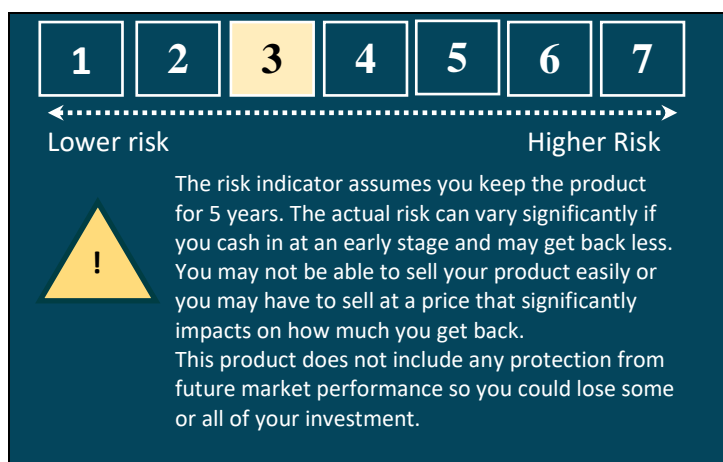 1 2 3 4 5 6 7
Lower risk Higher Risk
The risk indicator assumes you keep the product
for 5 years. The actual risk can vary significantly if
you cash in at an early stage and may get back less.
You may not be able to sell your product easily or
you may have to sell at a price that significantly
impacts on how much you get back.
This product does not include any protection from
future market performance so you could lose some
or all of your investment.
!